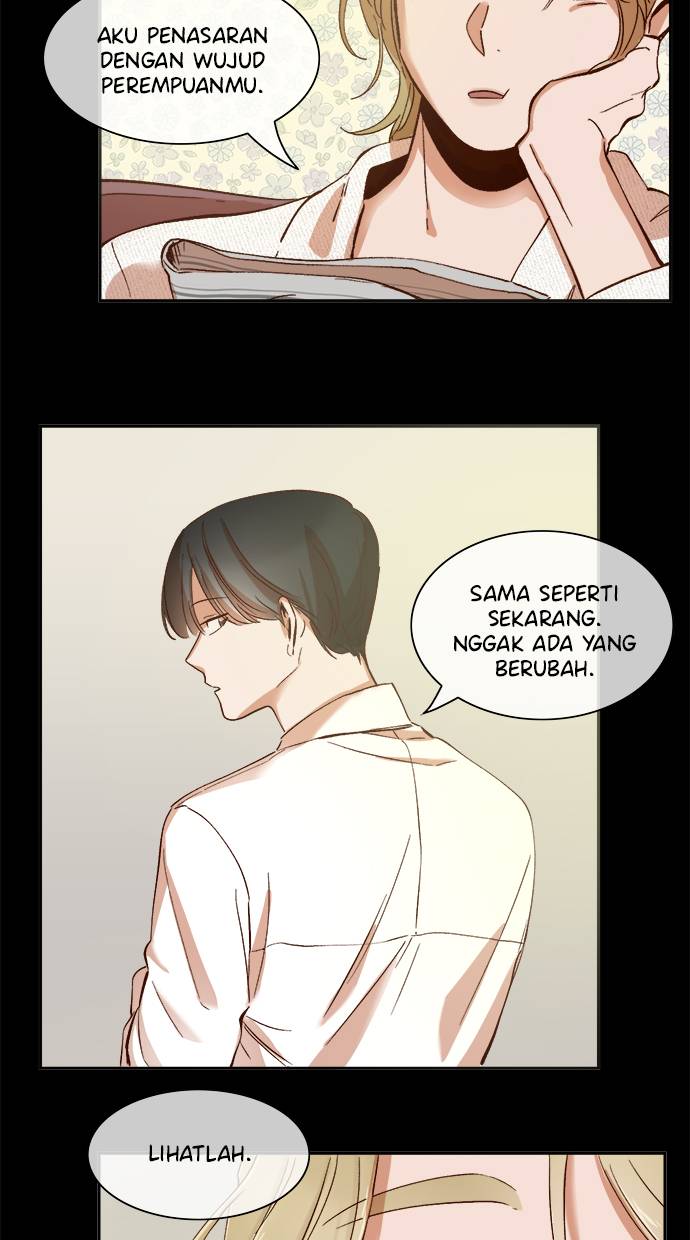 AKU PENASARAN
DENGAN WUJUD
PEREMPUANMU.
SAMA SEPERTI
SEKARANG.
NGGAK ADA YANG
BERUBAH.
LIHATLAH.